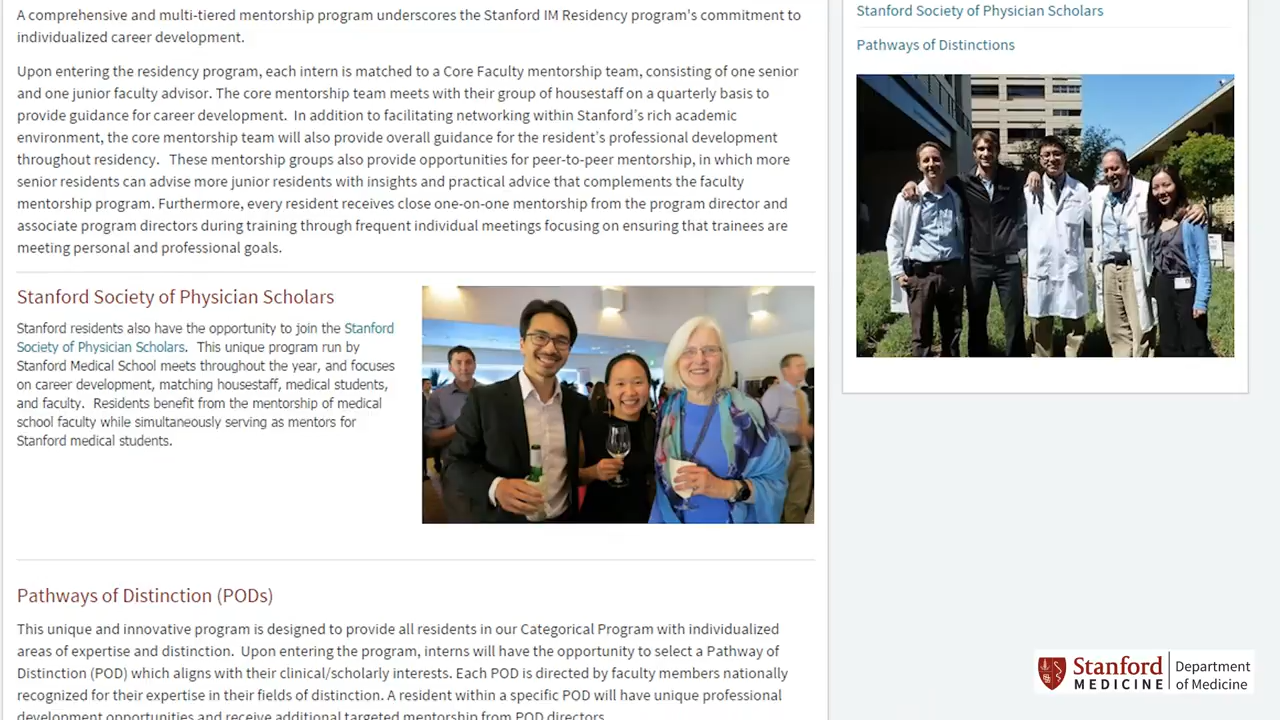 A comprehensive and multi-tiered mentorship program underscores the Stanford IM Residency program's commitment to
individualized career development.
Upon entering the residency program, each intern is matched to a Core Faculty mentorship team, consisting of one senior
and one junior faculty advisor. The core mentorship team meets with their group of housestaff on a quarterly basis to
provide guidance for career development.  In addition to facilitating networking within Stanford's rich academic
environment, the core mentorship team will also provide overall guidance for the resident's professional development
throughout residency.   These mentorship groups also provide opportunities for peer-to-peer mentorship, in which more
senior residents can advise more junior residents with insights and practical advice that complements the faculty
mentorship program. Furthermore, every resident receives close one-on-one mentorship from the program director and
associate program directors during training through frequent individual meetings focusing on ensuring that trainees are
meeting personal and professional goals.
Stanford Society of Physician Scholars
Stanford residents also have the opportunity to join the Stanford
Society of Physician Scholars.  This unique program run by
Stanford Medical School meets throughout the year, and focuses
on career development, matching housestaff, medical students,
and faculty.  Residents benefit from the mentorship of medical
school faculty while simultaneously serving as mentors for
Stanford medical students.
Pathways of Distinction (PODs)
This unique and innovative program is designed to provide all residents in our Categorical Program with individualized
areas of expertise and distinction.  Upon entering the program, interns will have the opportunity to select a Pathway of
Distinction (POD) which aligns with their clinical/scholarly interests. Each POD is directed by faculty members nationally
recognized for their expertise in their fields of distinction. A resident within a specific POD will have unique professional
development opportunities and receive additional targeted mentorship from POD directors.
Stanford Society of Physician Scholars
Pathways of Distinctions
Stanford
MEDICINE
Department
of Medicine